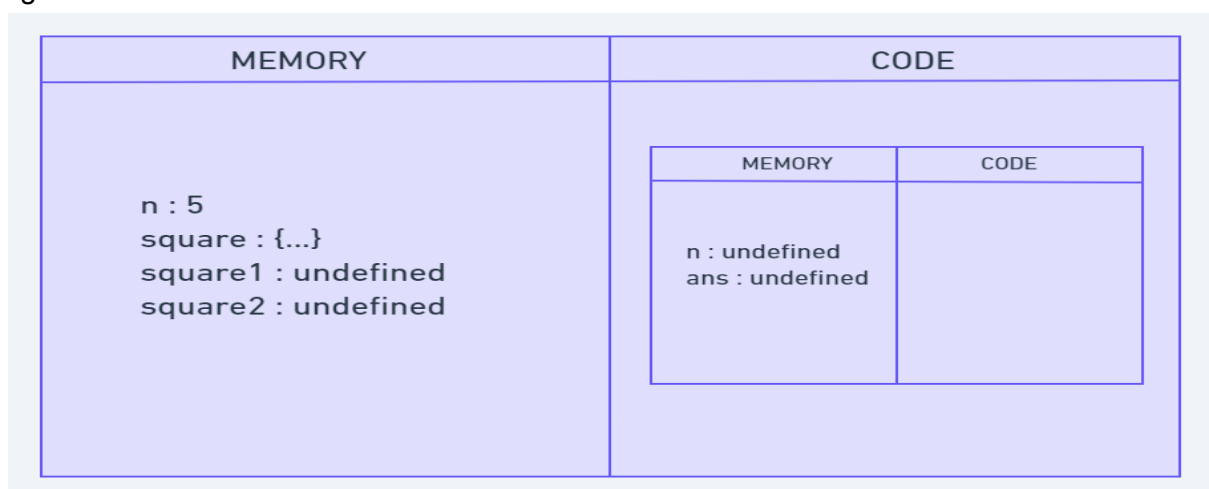 MEMORY
CODE
n : 5
square : {...}
square1 : undefined
square2 : undefined
MEMORY
CODE
n : undefined
ans : undefined